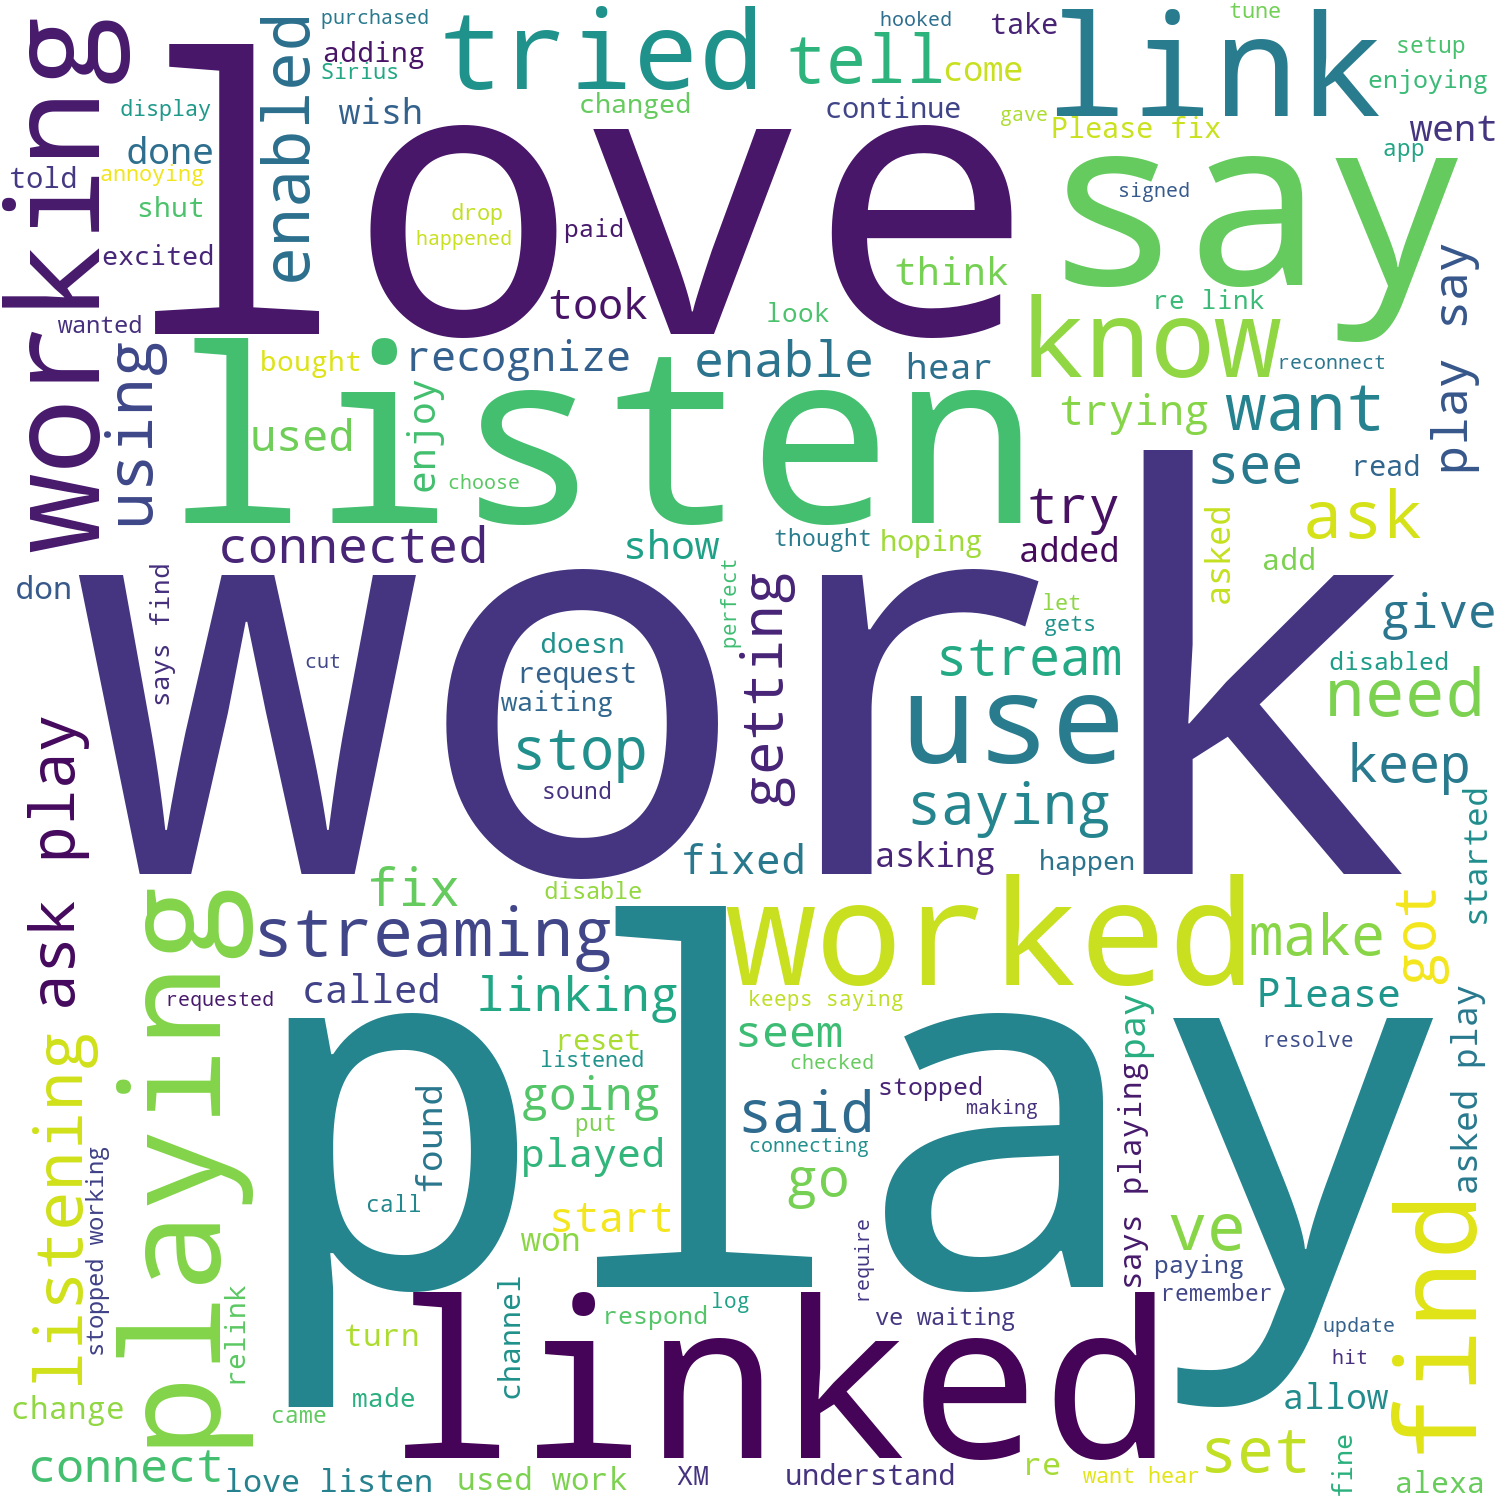 purchased
hooked
take
tune
working
love
enabled
adding
tried
tell
link
setup
Sirius
come
enjoying
display
wish
changed
continue
gave
Please fix
went
done
say
app
told
annoying
signed
shut
drop
happened
paid
excited
think
play say
took
re link
wanted
look
know
listen
using
bought
recognize
enable
hear
reconnect
used
enjoy
trying
want
choose
see
read
try
ask
connected
show
thought
hoping
added
asked
add
work
don
says find
perfect
getting
let
gets
give
cut
doesn
request
waiting
stream
disabled
need
ask play
stop
use
keep
sound
saying
started
fixed
asking
happen
playing
fix
disable
worked
make
got
streaming
play
requested
called
linking
keeps saying
Please
asked play
listening
reset
seem
pay
resolve
listened
checked
going
stopped
making
found
put
said
connecting
says playing
stopped working
played
go
call
start
won
require
ve
find
paying
remember
relink
channel
log
linked
respond
ve waiting
turn
update
hit
change
made
came
allow
connect
love listen
used work
XM
understand
re
want hear
set
fine
alexa